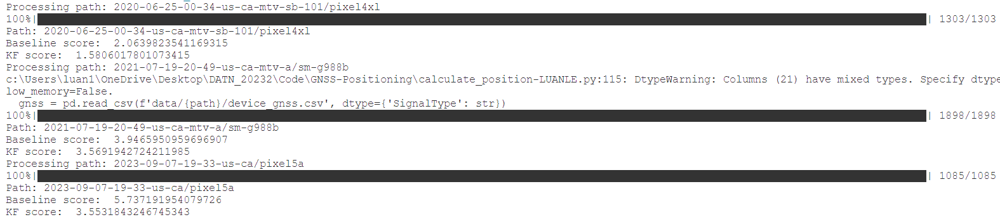 Processing path: 2020-06-25-00-34-us-ca-mtv-sb-101/pixel4xl
100%| | 1303/1303
Path: 2020-06-25-00-34-us-ca-mtv-sb-101/pixel4xl
Baseline score:  2.0639823541169315
KF score:  1.5806017801073415
Processing path: 2021-07-19-20-49-us-ca-mtv-a/sm-g988b
c:\Users\luan1\OneDrive\Desktop\DATN_20232\Code\GNSS-Positioning\calculate_position-LUANLE.py:115: DtypeWarning: Columns (21) have mixed types. Specify dtype
low_memory=False.
  gnss = pd.read_csv(f'data/{path}/device_gnss.csv', dtype={'SignalType': str})
100%| | 1898/1898
Path: 2021-07-19-20-49-us-ca-mtv-a/sm-g988b
Baseline score:  3.9465950959696907
KF score:  3.5691942724211985
Processing path: 2023-09-07-19-33-us-ca/pixel5a
100%| | 1085/1085
Path: 2023-09-07-19-33-us-ca/pixel5a
Baseline score:  5.737191954079726
KF score:  3.5531843246745343